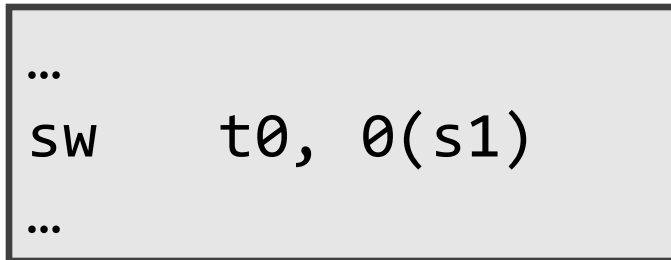 …
sw    t0, 0(s1)
…